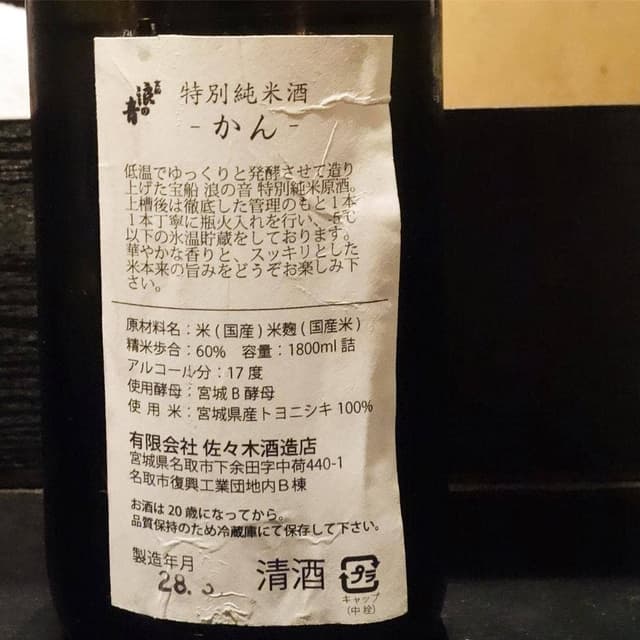 宝船 浪の音
特別純米酒
- かん -
低温でゆっくりと発酵させて造り
上げた宝船 浪の音 特別純米原酒。
上槽後は徹底した管理のもと1本
1本丁寧に瓶火入れを行い、-5℃
以下の氷温貯蔵をしております。
華やかな香りと、スッキリとした
米本来の旨みをどうぞお楽しみ下
さい。
原材料名：米(国産)米麹(国産米)
精米歩合：60%　容量：1800ml詰
アルコール分：17度
使用酵母：宮城B酵母
使用米：宮城県産トヨニシキ100%
有限会社 佐々木酒造店
宮城県名取市下余田字中荷440-1
名取市復興工業団地内B棟
お酒は20歳になってから。
品質保持のため冷蔵庫にて保存して下さい。
製造年月
28.
清酒
プラ
キャップ
(中栓)